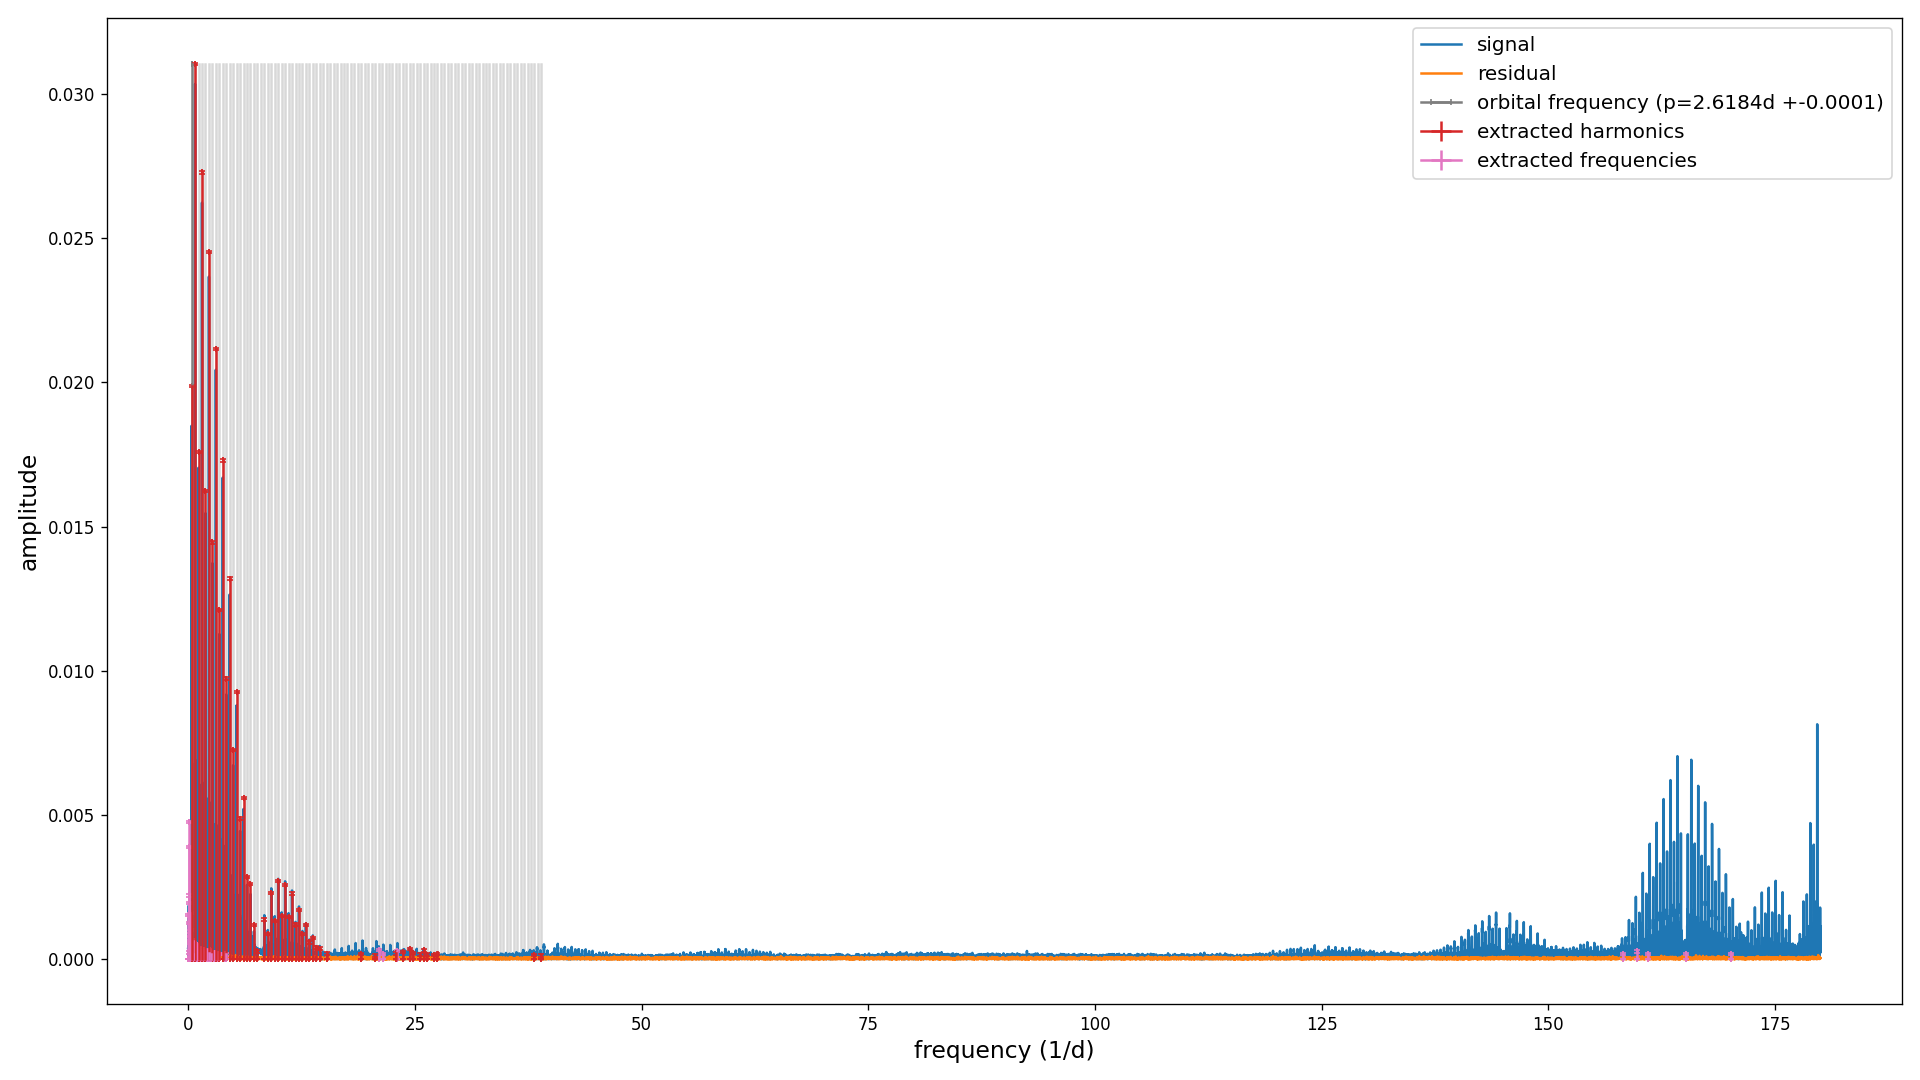 signal
residual
orbital frequency (p=2.6184d +-0.0001)
extracted harmonics
extracted frequencies
amplitude
0.030
0.025
0.020
0.015
0.010
0.005
0.000
0 25 50 75 100 125 150 175
frequency (1/d)